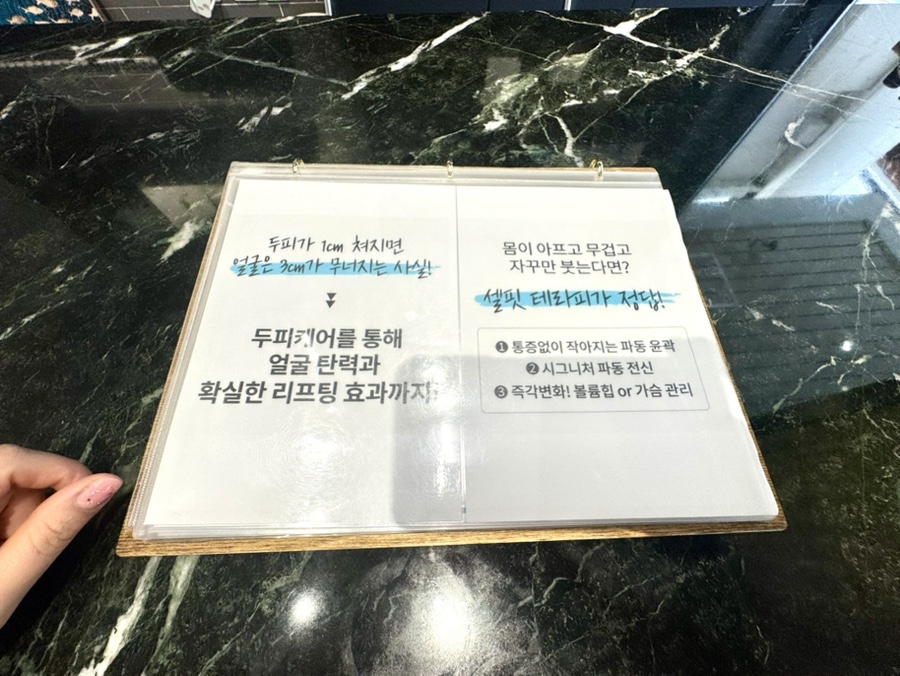 두피가 1cm 쳐지면
얼굴은 3cm가 무너지는 사실!
두피케어를 통해
얼굴 탄력과
확실한 리프팅 효과까지!
몸이 아프고 무겁고
자꾸만 붓는다면?
셀핏 테라피가 정답!
❶ 통증없이 작아지는 파동 윤곽
❷ 시그니처 파동 전신
❸ 즉각변화! 볼륨힙 or 가슴 관리